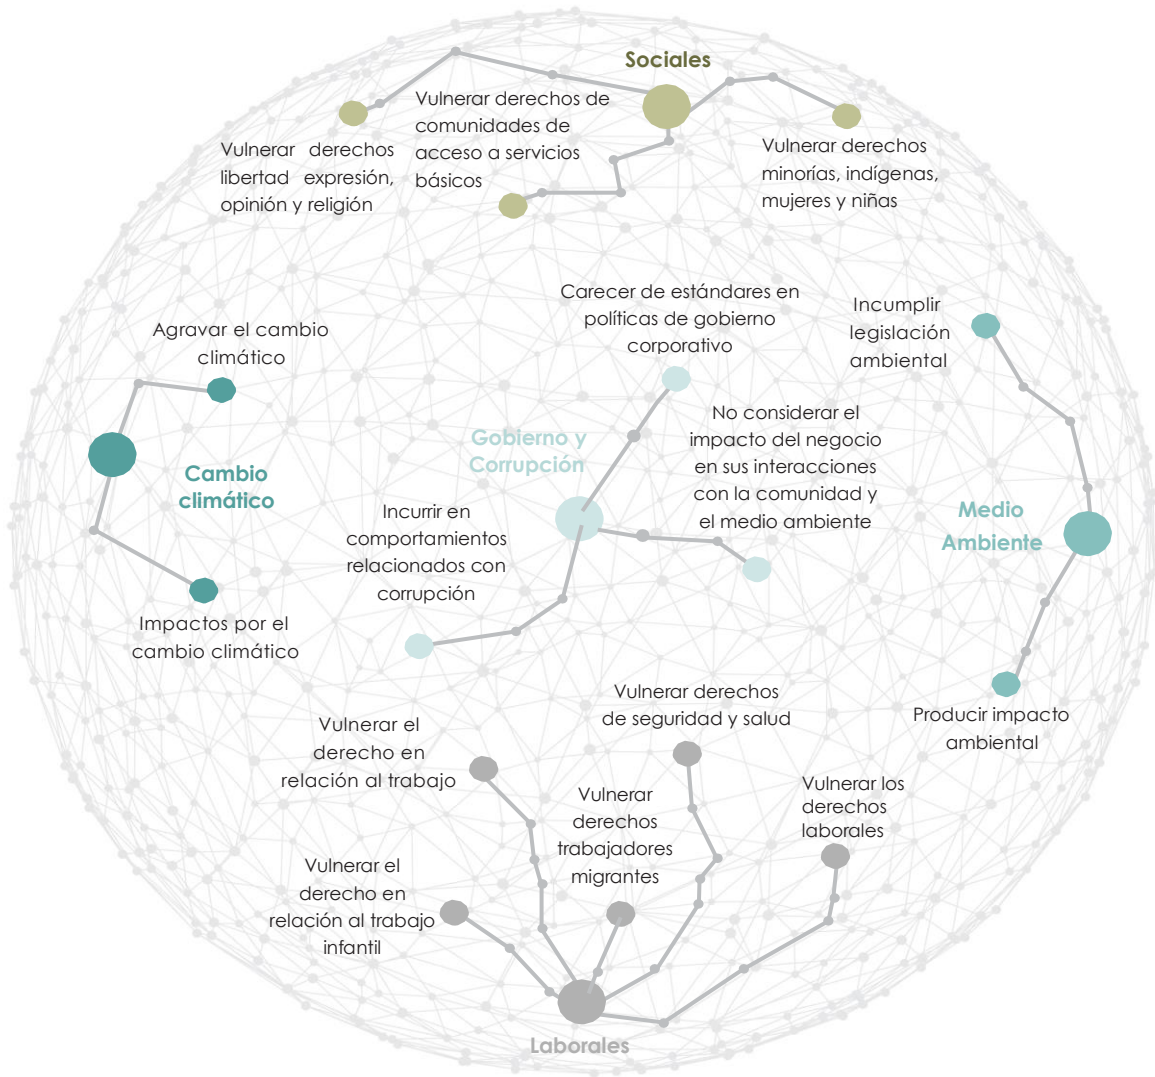 Sociales
Vulnerar derechos
libertad expresión,
opinión y religión
Vulnerar derechos de
comunidades de
acceso a servicios
básicos
Vulnerar derechos
minorías, indígenas,
mujeres y niñas
Agravar el cambio
climático
Cambio
climático
Impactos por el
cambio climático
Carecer de estándares en
políticas de gobierno
corporativo
Gobierno y
Corrupción
No considerar el
impacto del negocio
en sus interacciones
con la comunidad y
el medio ambiente
Incurrir en
comportamientos
relacionados con
corrupción
Incumplir
legislación
ambiental
Medio
Ambiente
Producir impacto
ambiental
Vulnerar el
derecho en
relación al trabajo
Vulnerar derechos
de seguridad y salud
Vulnerar
derechos
trabajadores
migrantes
Vulnerar los
derechos
laborales
Vulnerar el
derecho en
relación al trabajo
infantil
Laborales